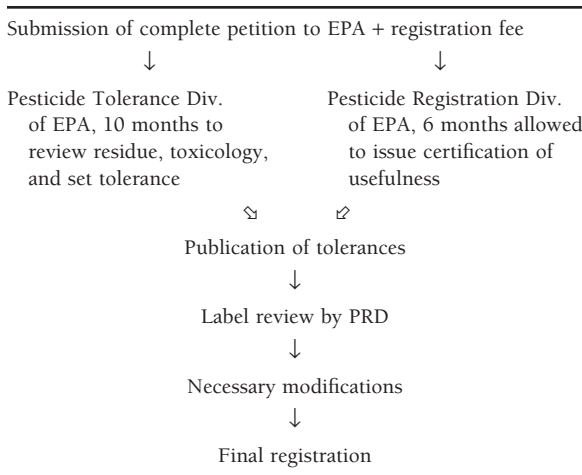 Submission of complete petition to EPA + registration fee
↓ ↓
Pesticide Tolerance Div.
of EPA, 10 months to
review residue, toxicology,
and set tolerance
Pesticide Registration Div.
of EPA, 6 months allowed
to issue certification of
usefulness
⬂ ⬃
Publication of tolerances
↓
Label review by PRD
↓
Necessary modifications
↓
Final registration